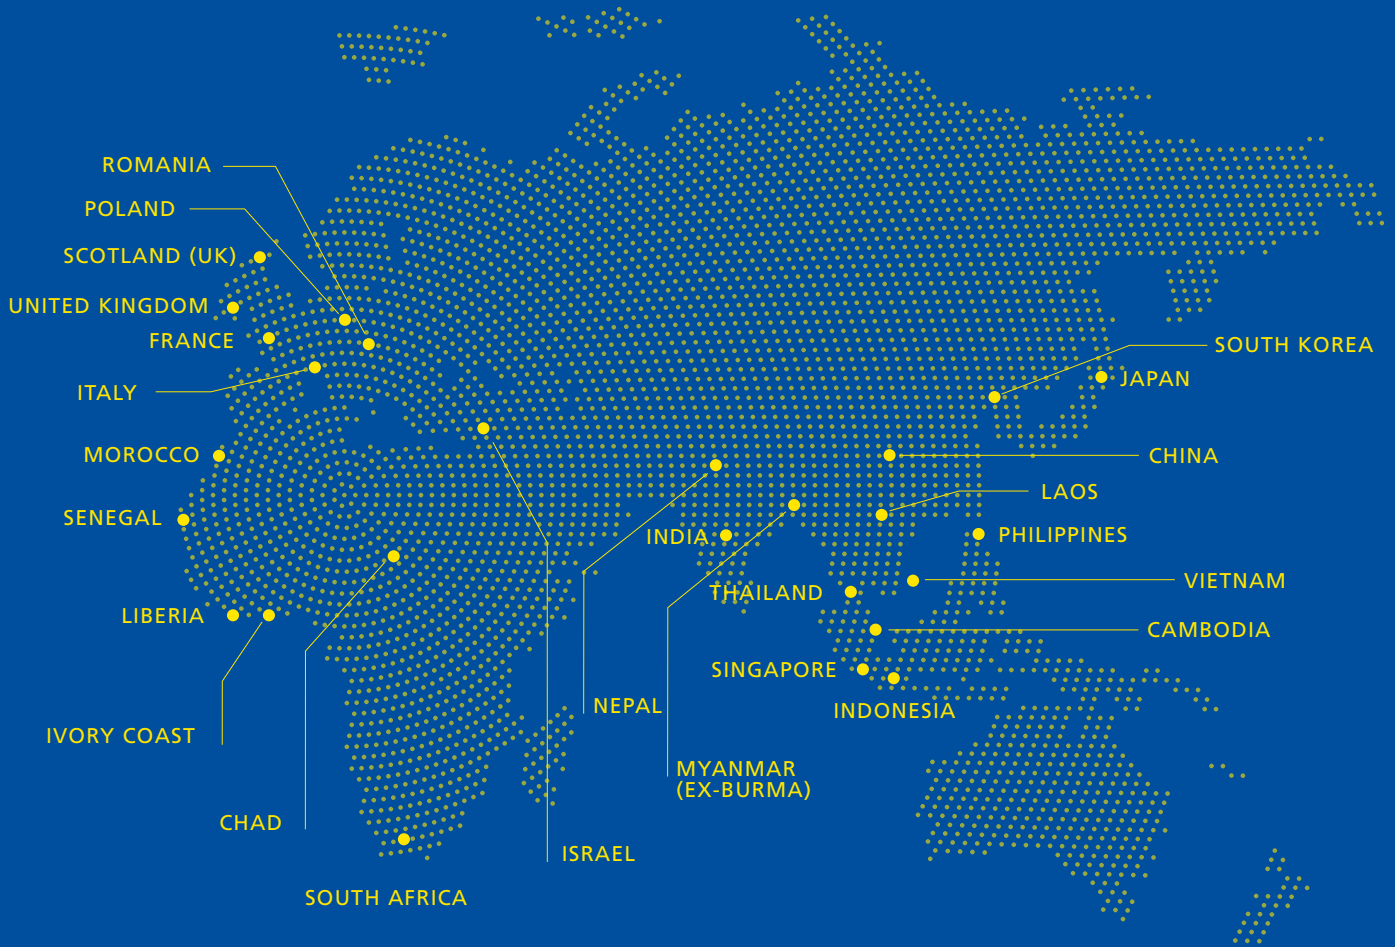 ROMANIA
POLAND
SCOTLAND (UK)
UNITED KINGDOM
FRANCE
ITALY
MOROCCO
SENEGAL
LIBERIA
IVORY COAST
CHAD
SOUTH AFRICA
ISRAEL
NEPAL
MYANMAR
(EX-BURMA)
INDIA
THAILAND
SINGAPORE
INDONESIA
SOUTH KOREA
JAPAN
CHINA
LAOS
PHILIPPINES
VIETNAM
CAMBODIA